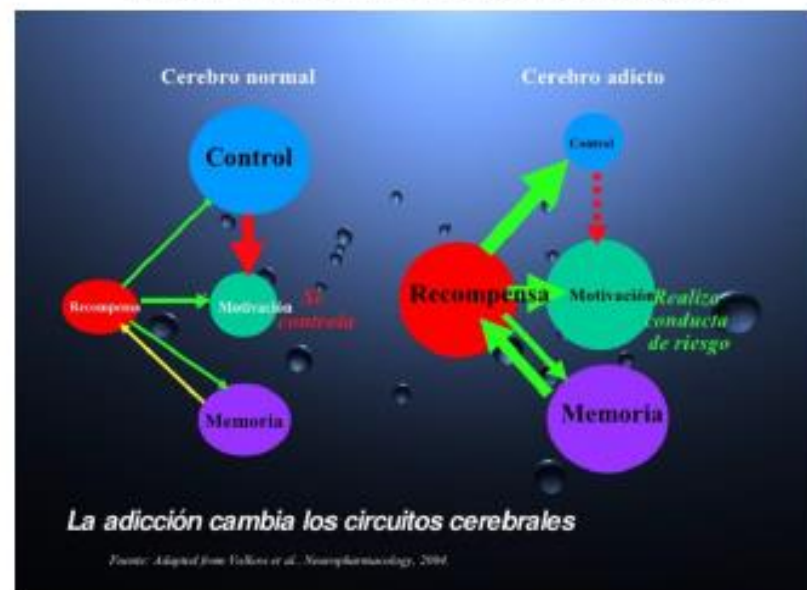 Cerebro normal
Control
Recompensa
Motivación
Se
controla
Memoria
Cerebro adicto
Control
Recompensa
Motivación
Realiza
conducta
de riesgo
Memoria
La adicción cambia los circuitos cerebrales
Fuente: Adapted from Volkow et al., Neuropharmacology, 2004.